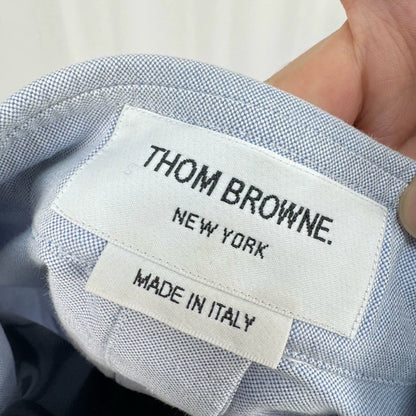 THOM BROWNE.
NEW YORK
MADE IN ITALY